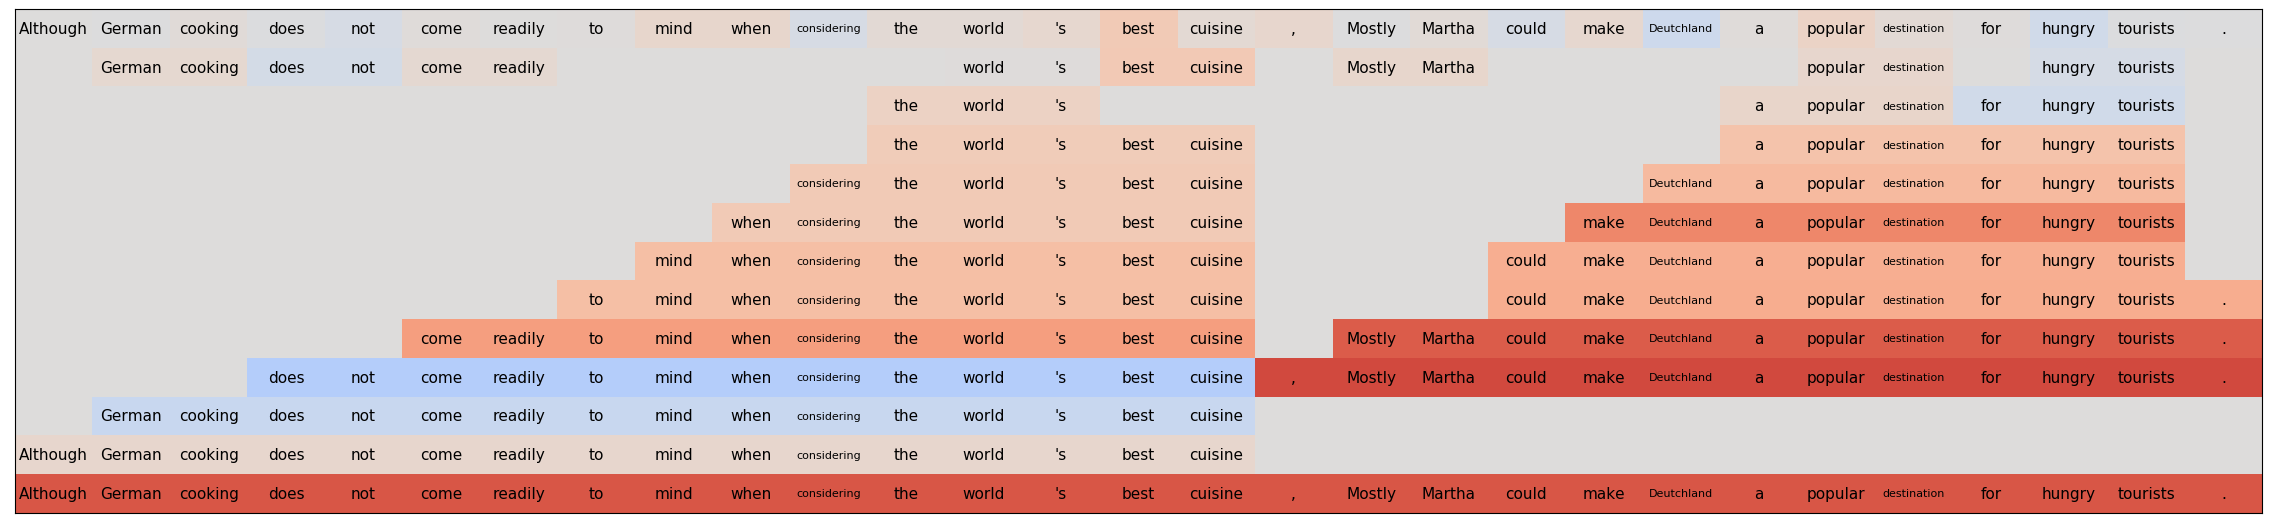 Although German cooking does not come readily to mind when considering the world 's best cuisine , Mostly Martha could make Deutchland a popular destination for hungry tourists .
German cooking does not come readily world 's best cuisine Mostly Martha popular destination hungry tourists
the world 's a popular destination for hungry tourists
the world 's best cuisine a popular destination for hungry tourists
considering the world 's best cuisine Deutchland a popular destination for hungry tourists
when considering the world 's best cuisine make Deutchland a popular destination for hungry tourists
mind when considering the world 's best cuisine could make Deutchland a popular destination for hungry tourists
to mind when considering the world 's best cuisine could make Deutchland a popular destination for hungry tourists .
come readily to mind when considering the world 's best cuisine Mostly Martha could make Deutchland a popular destination for hungry tourists .
does not come readily to mind when considering the world 's best cuisine , Mostly Martha could make Deutchland a popular destination for hungry tourists .
German cooking does not come readily to mind when considering the world 's best cuisine
Although German cooking does not come readily to mind when considering the world 's best cuisine
Although German cooking does not come readily to mind when considering the world 's best cuisine , Mostly Martha could make Deutchland a popular destination for hungry tourists .